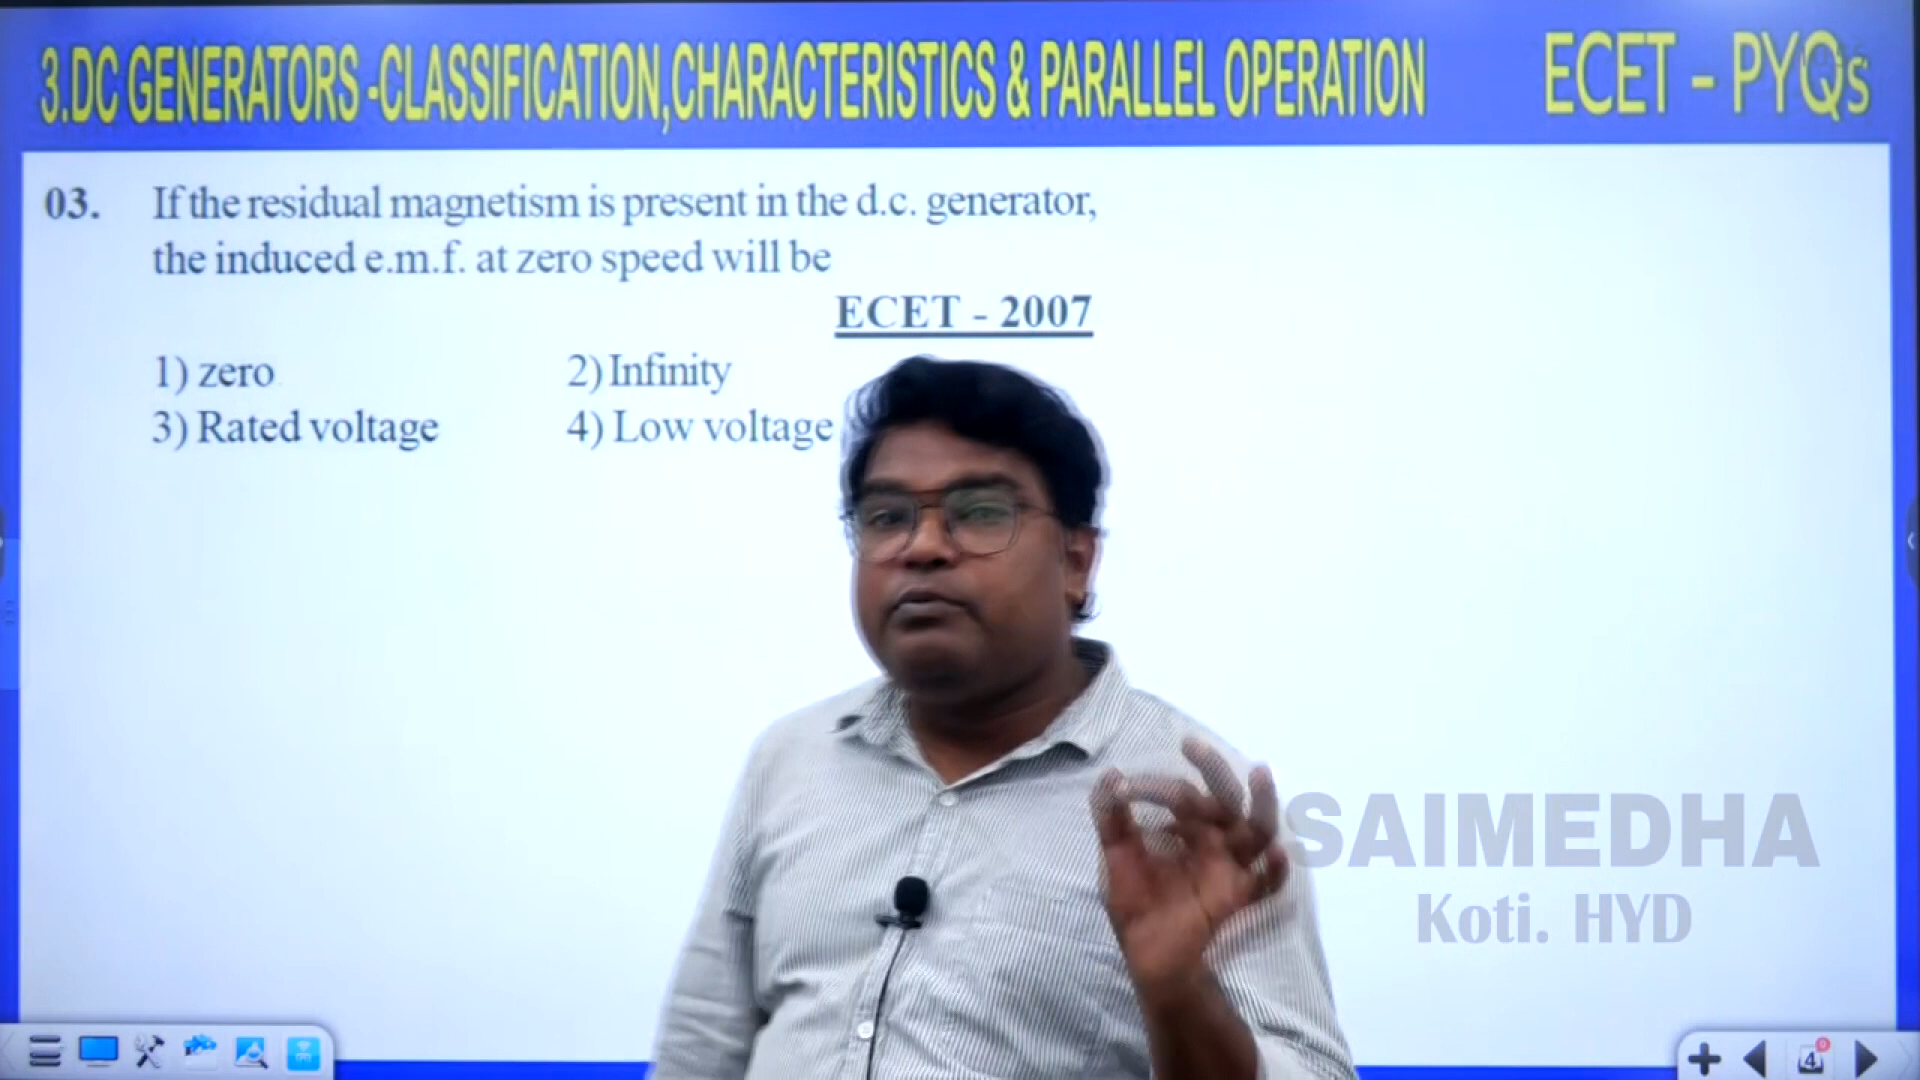 3.DC GENERATORS -CLASSIFICATION,CHARACTERISTICS & PARALLEL OPERATION ECET - PYQs
03. If the residual magnetism is present in the d.c. generator,
the induced e.m.f. at zero speed will be
ECET - 2007
1) zero 2) Infinity
3) Rated voltage 4) Low voltage
SAIMEDHA
Koti. HYD
4